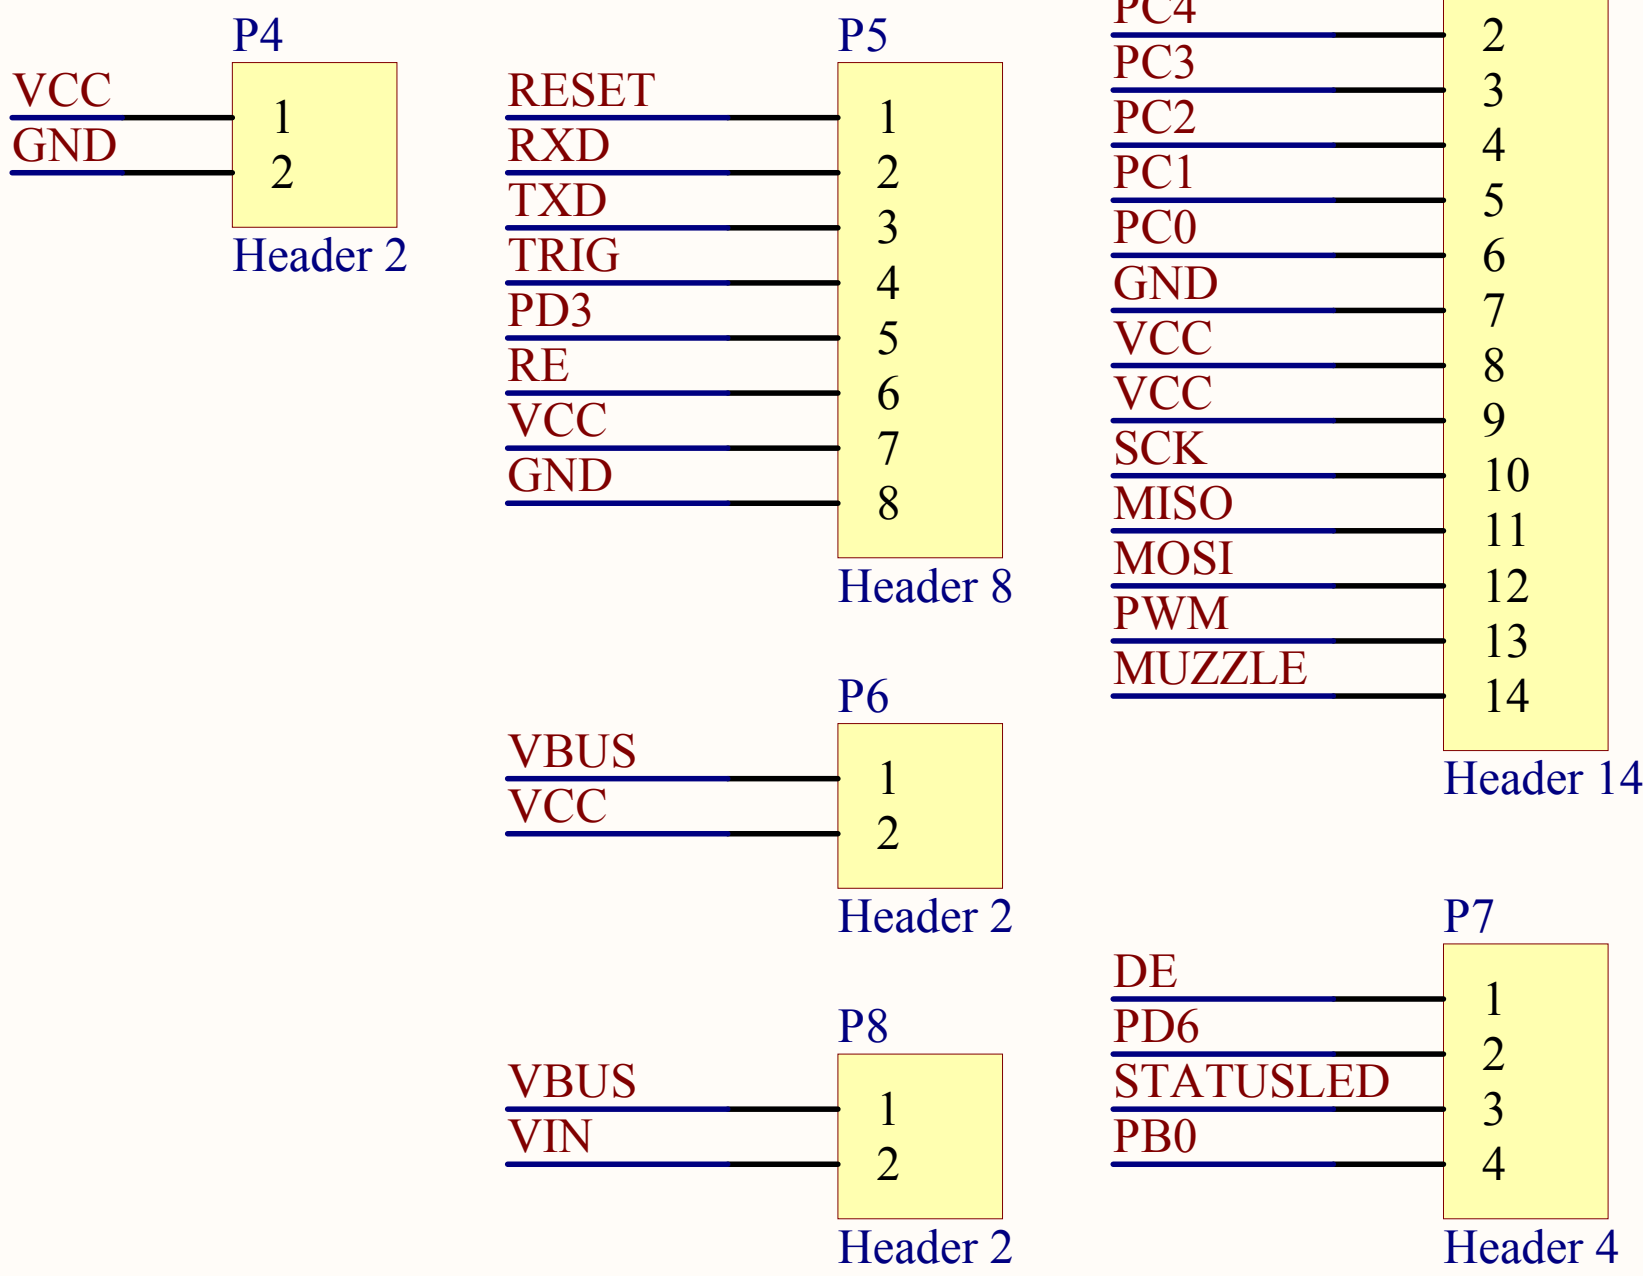 P4
VCC 1
GND 2
Header 2
P5
RESET 1
RXD 2
TXD 3
TRIG 4
PD3 5
RE 6
VCC 7
GND 8
Header 8
P6
VBUS 1
VCC 2
Header 2
P8
VBUS 1
VIN 2
Header 2
PC4 2
PC3 3
PC2 4
PC1 5
PC0 6
GND 7
VCC 8
VCC 9
SCK 10
MISO 11
MOSI 12
PWM 13
MUZZLE 14
Header 14
P7
DE 1
PD6 2
STATUSLED 3
PB0 4
Header 4